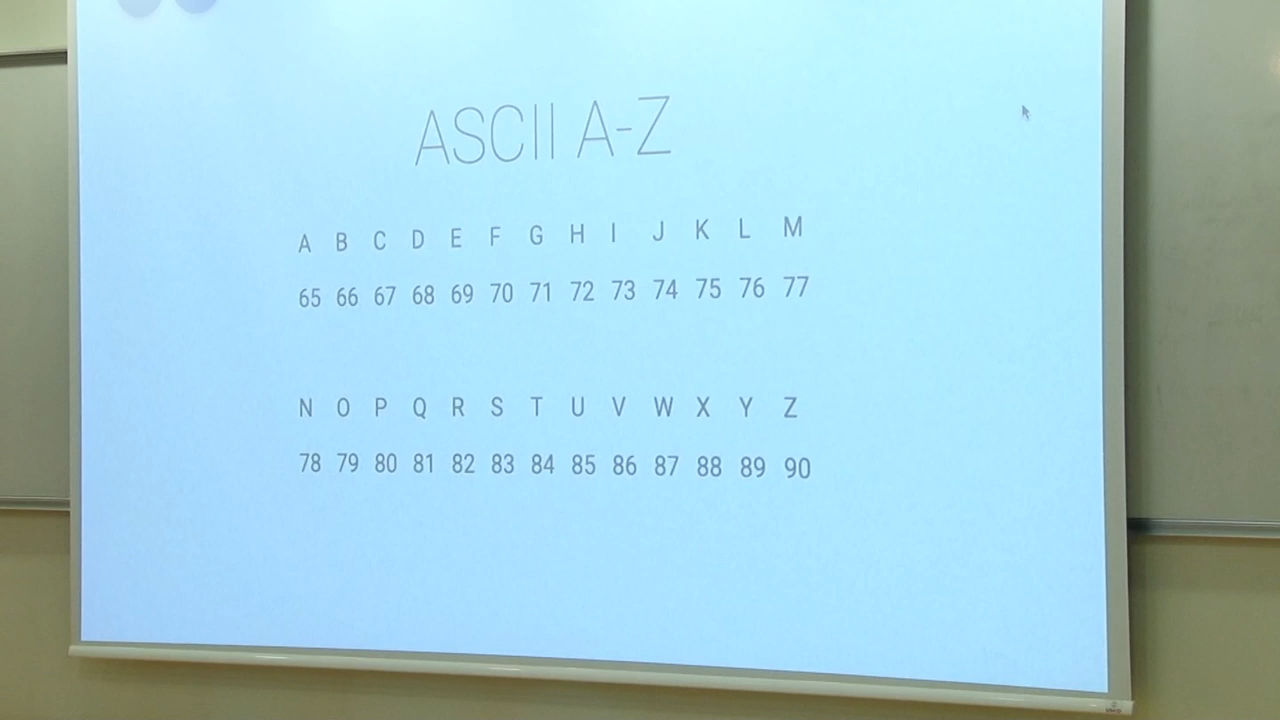 ASCII A-Z
A B C D E F G H I J K L M
65 66 67 68 69 70 71 72 73 74 75 76 77
N O P Q R S T U V W X Y Z
78 79 80 81 82 83 84 85 86 87 88 89 90